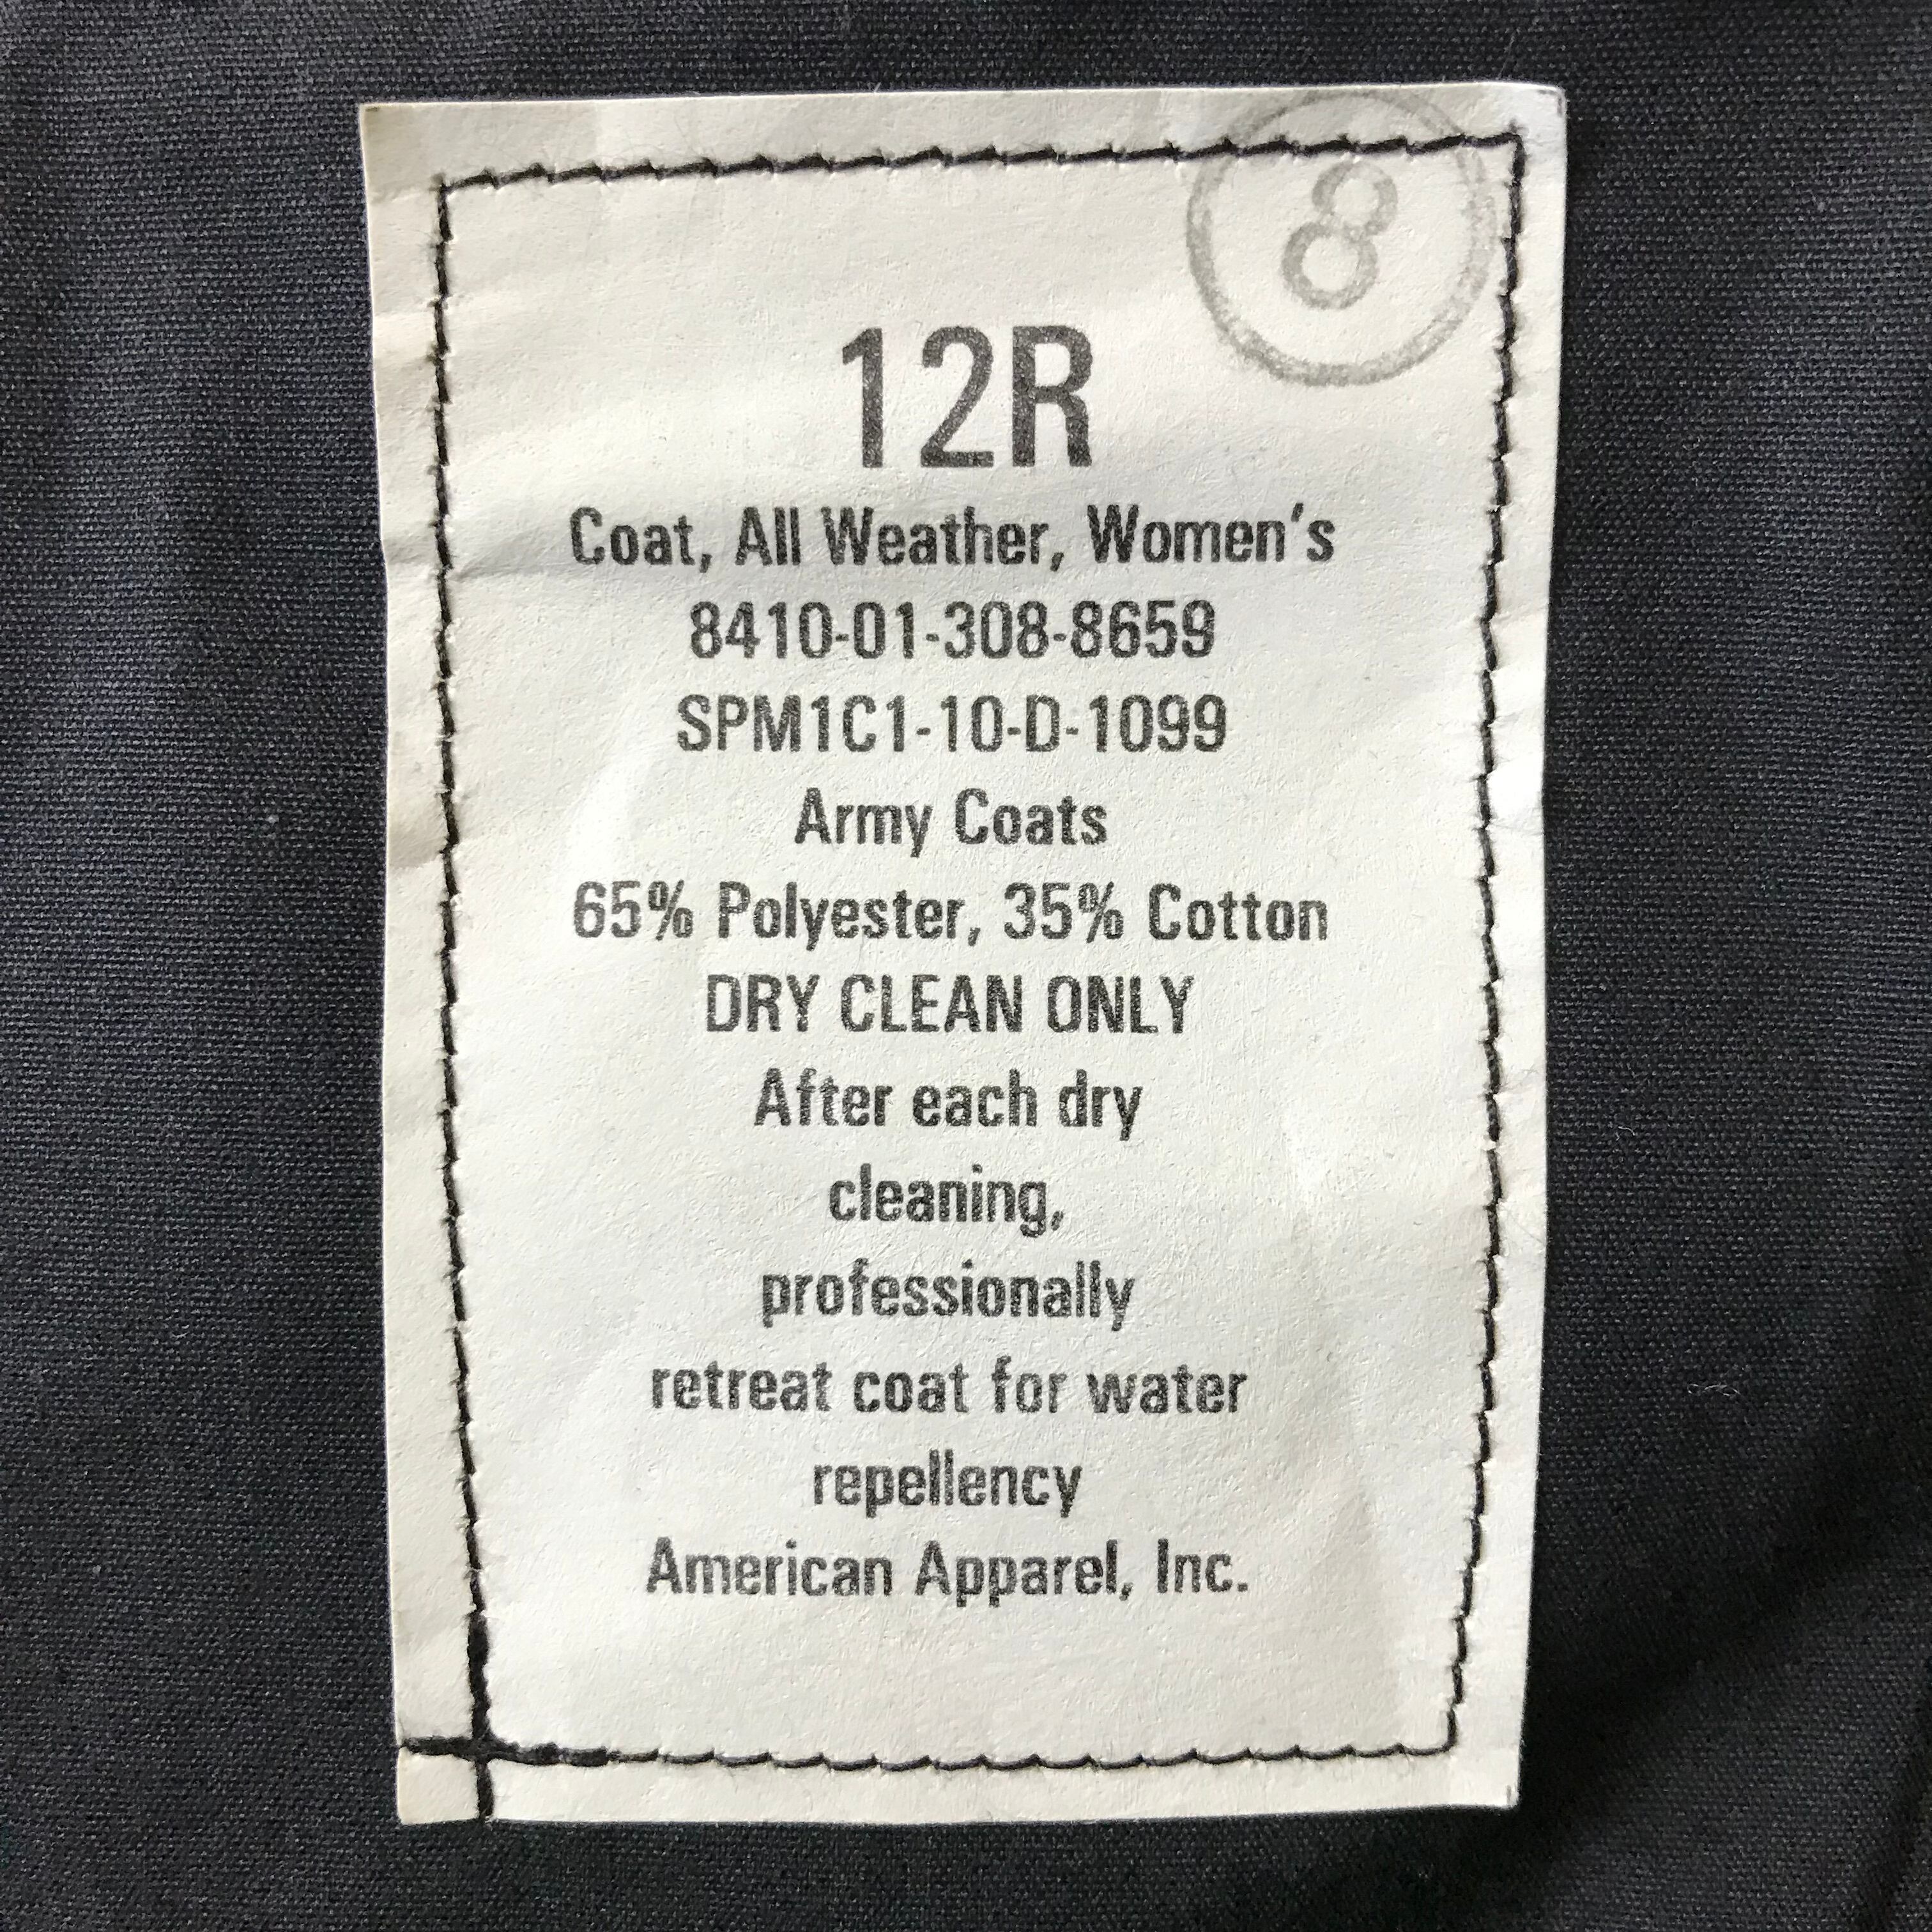 8
12R
Coat, All Weather, Women's
8410-01-308-8659
SPM1C1-10-D-1099
Army Coats
65% Polyester, 35% Cotton
DRY CLEAN ONLY
After each dry
cleaning,
professionally
retreat coat for water
repellency
American Apparel, Inc.